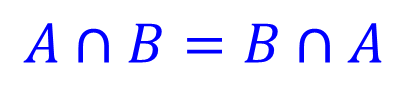 A ∩ B = B ∩ A